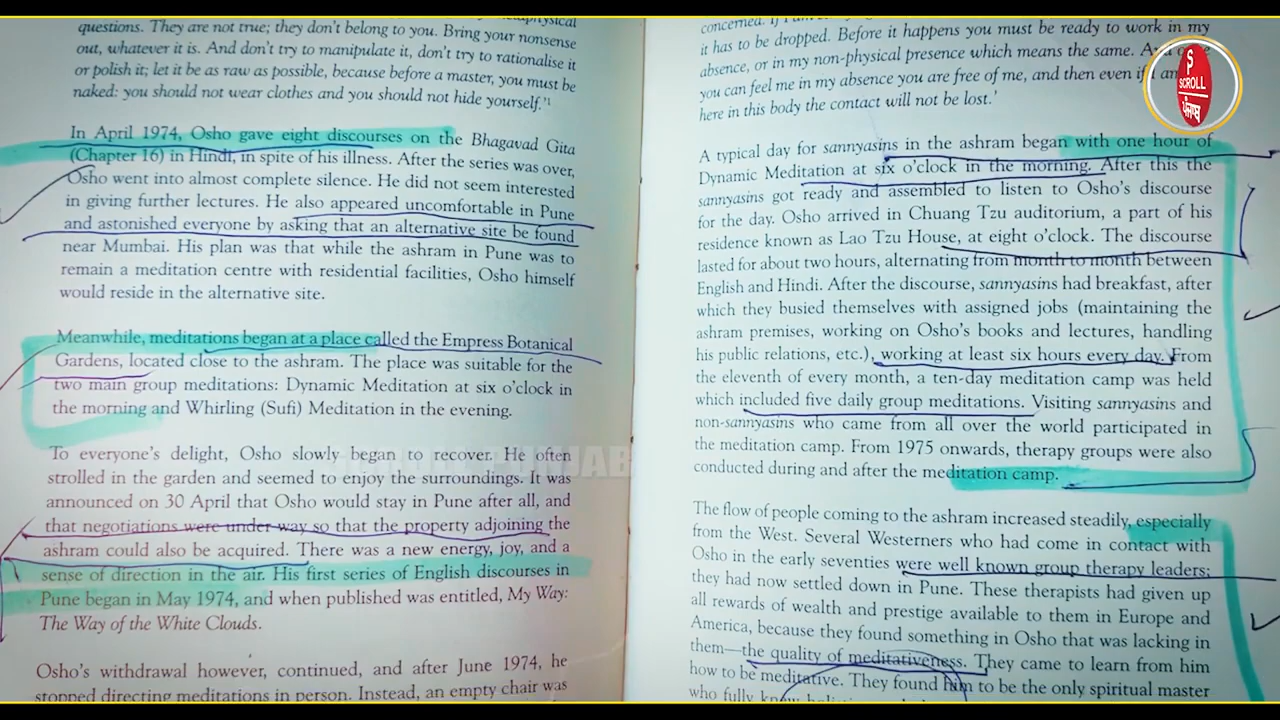 questions. They are not true; they don't belong to you. Bring your nonsense
out, whatever it is. And don't try to manipulate it, don't try to rationalise it
or polish it; let it be as raw as possible, because before a master, you must be
naked: you should not wear clothes and you should not hide yourself.'¹
In April 1974, Osho gave eight discourses on the Bhagavad Gita
(Chapter 16) in Hindi, in spite of his illness. After the series was over,
Osho went into almost complete silence. He did not seem interested
in giving further lectures. He also appeared uncomfortable in Pune
and astonished everyone by asking that an alternative site be found
near Mumbai. His plan was that while the ashram in Pune was to
remain a meditation centre with residential facilities, Osho himself
would reside in the alternative site.
Meanwhile, meditations began at a place called the Empress Botanical
Gardens, located close to the ashram. The place was suitable for the
two main group meditations: Dynamic Meditation at six o'clock in
the morning and Whirling (Sufi) Meditation in the evening.
To everyone's delight, Osho slowly began to recover. He often
strolled in the garden and seemed to enjoy the surroundings. It was
announced on 30 April that Osho would stay in Pune after all, and
that negotiations were under way so that the property adjoining the
ashram could also be acquired. There was a new energy, joy, and a
sense of direction in the air. His first series of English discourses in
Pune began in May 1974, and when published was entitled, My Way:
The Way of the White Clouds.
Osho's withdrawal however, continued, and after June 1974, he
stopped directing meditations in person. Instead, an empty chair was
concerned. If I
it has to be dropped. Before it happens you must be ready to work in my
absence, or in my non-physical presence which means the same. And once
you can feel me in my absence you are free of me, and then even if I am
here in this body the contact will not be lost.'
A typical day for sannyasins in the ashram began with one hour of
Dynamic Meditation at six o'clock in the morning. After this the
sannyasins got ready and assembled to listen to Osho's discourse
for the day. Osho arrived in Chuang Tzu auditorium, a part of his
residence known as Lao Tzu House, at eight o'clock. The discourse
lasted for about two hours, alternating from month to month between
English and Hindi. After the discourse, sannyasins had breakfast, after
which they busied themselves with assigned jobs (maintaining the
ashram premises, working on Osho's books and lectures, handling
his public relations, etc.), working at least six hours every day. From
the eleventh of every month, a ten-day meditation camp was held
which included five daily group meditations. Visiting sannyasins and
non-sannyasins who came from all over the world participated in
the meditation camp. From 1975 onwards, therapy groups were also
conducted during and after the meditation camp.
The flow of people coming to the ashram increased steadily, especially
from the West. Several Westerners who had come in contact with
Osho in the early seventies were well known group therapy leaders;
they had now settled down in Pune. These therapists had given up
all rewards of wealth and prestige available to them in Europe and
America, because they found something in Osho that was lacking in
them—the quality of meditativeness. They came to learn from him
how to be meditative. They found him to be the only spiritual master
who fully
SCROLL
ਪੰਜਾਬ
SCROLL PUNJAB